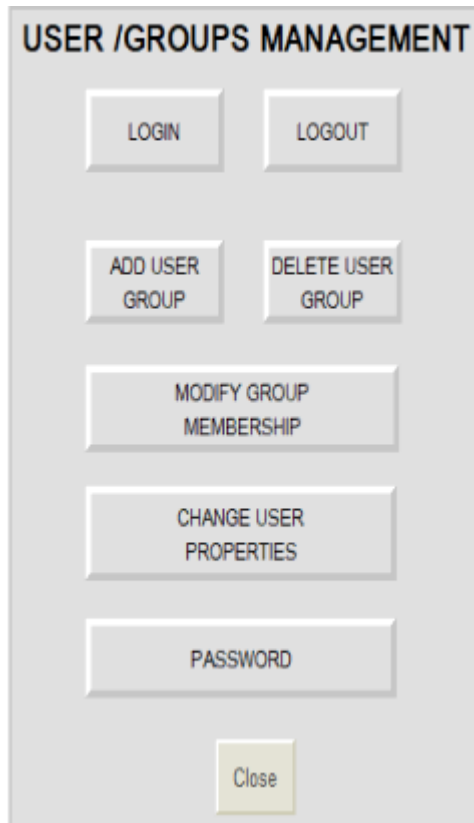 USER /GROUPS MANAGEMENT
LOGIN
LOGOUT
ADD USER
GROUP
DELETE USER
GROUP
MODIFY GROUP
MEMBERSHIP
CHANGE USER
PROPERTIES
PASSWORD
Close